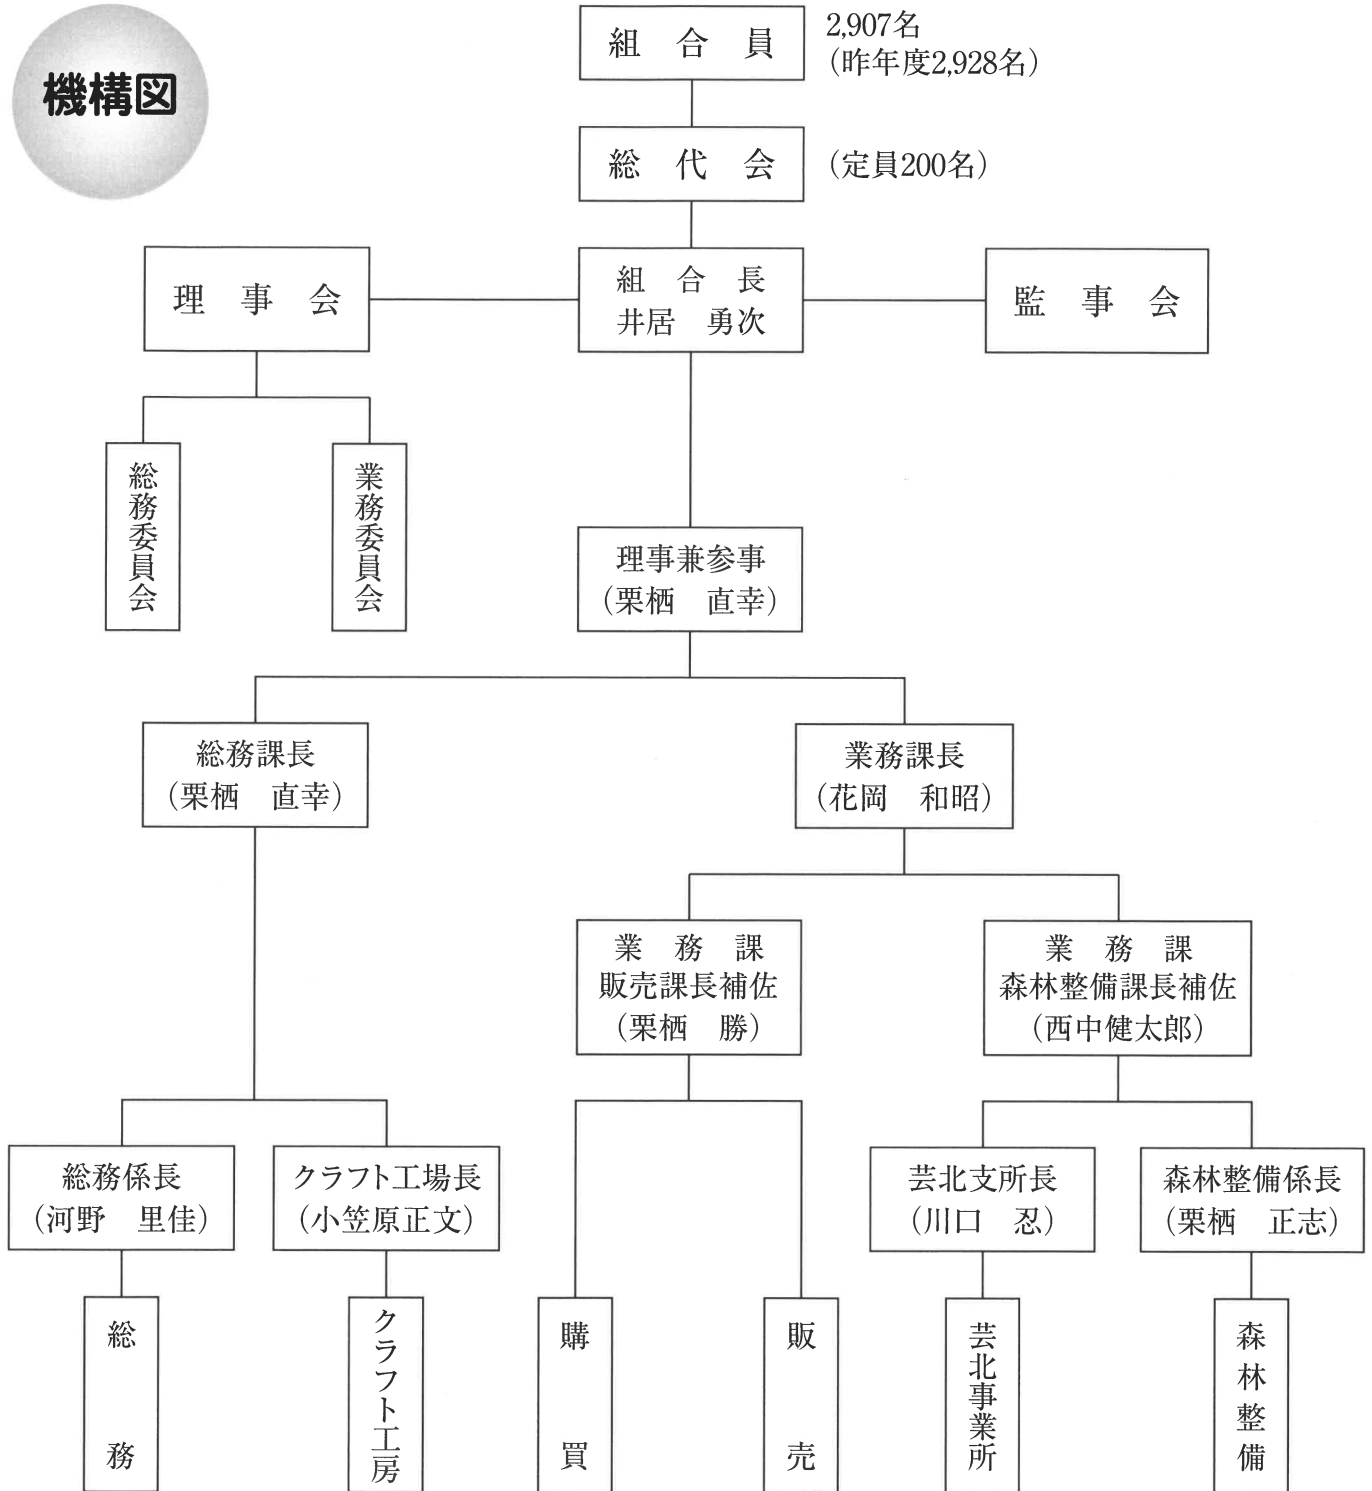 機構図
組合員
2,907名
（昨年度2,928名）
総代会
（定員200名）
理事会
組合長
井居　勇次
監事会
総務委員会
業務委員会
理事兼参事
（栗栖　直幸）
総務課長
（栗栖　直幸）
業務課長
（花岡　和昭）
業務課
販売課長補佐
（栗栖　勝）
業務課
森林整備課長補佐
（西中健太郎）
総務係長
（河野　里佳）
クラフト工場長
（小笠原正文）
芸北支所長
（川口　忍）
森林整備係長
（栗栖　正志）
総務
クラフト工房
購買
販売
芸北事業所
森林整備